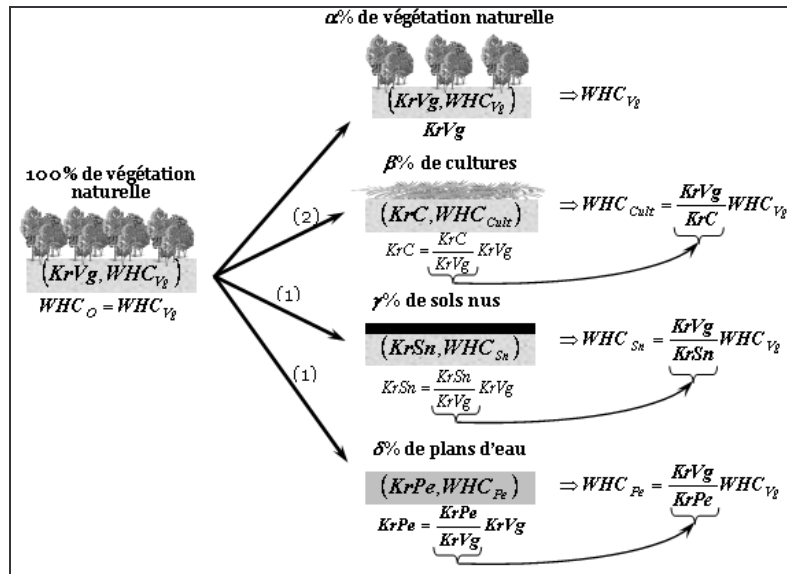 α% de végétation naturelle
(KrVg, WHC_Vg)
KrVg
⇒ WHC_Vg
100% de végétation
naturelle
(KrVg, WHC_Vg)
WHC_O = WHC_Vg
(2)
(1)
(1)
β% de cultures
(KrC, WHC_Cult)
KrC = KrC/KrVg KrVg
⇒ WHC_Cult = KrVg/KrC WHC_Vg
γ% de sols nus
(KrSn, WHC_Sn)
KrSn = KrSn/KrVg KrVg
⇒ WHC_Sn = KrVg/KrSn WHC_Vg
δ% de plans d'eau
(KrPe, WHC_Pe)
KrPe = KrPe/KrVg KrVg
⇒ WHC_Pe = KrVg/KrPe WHC_Vg